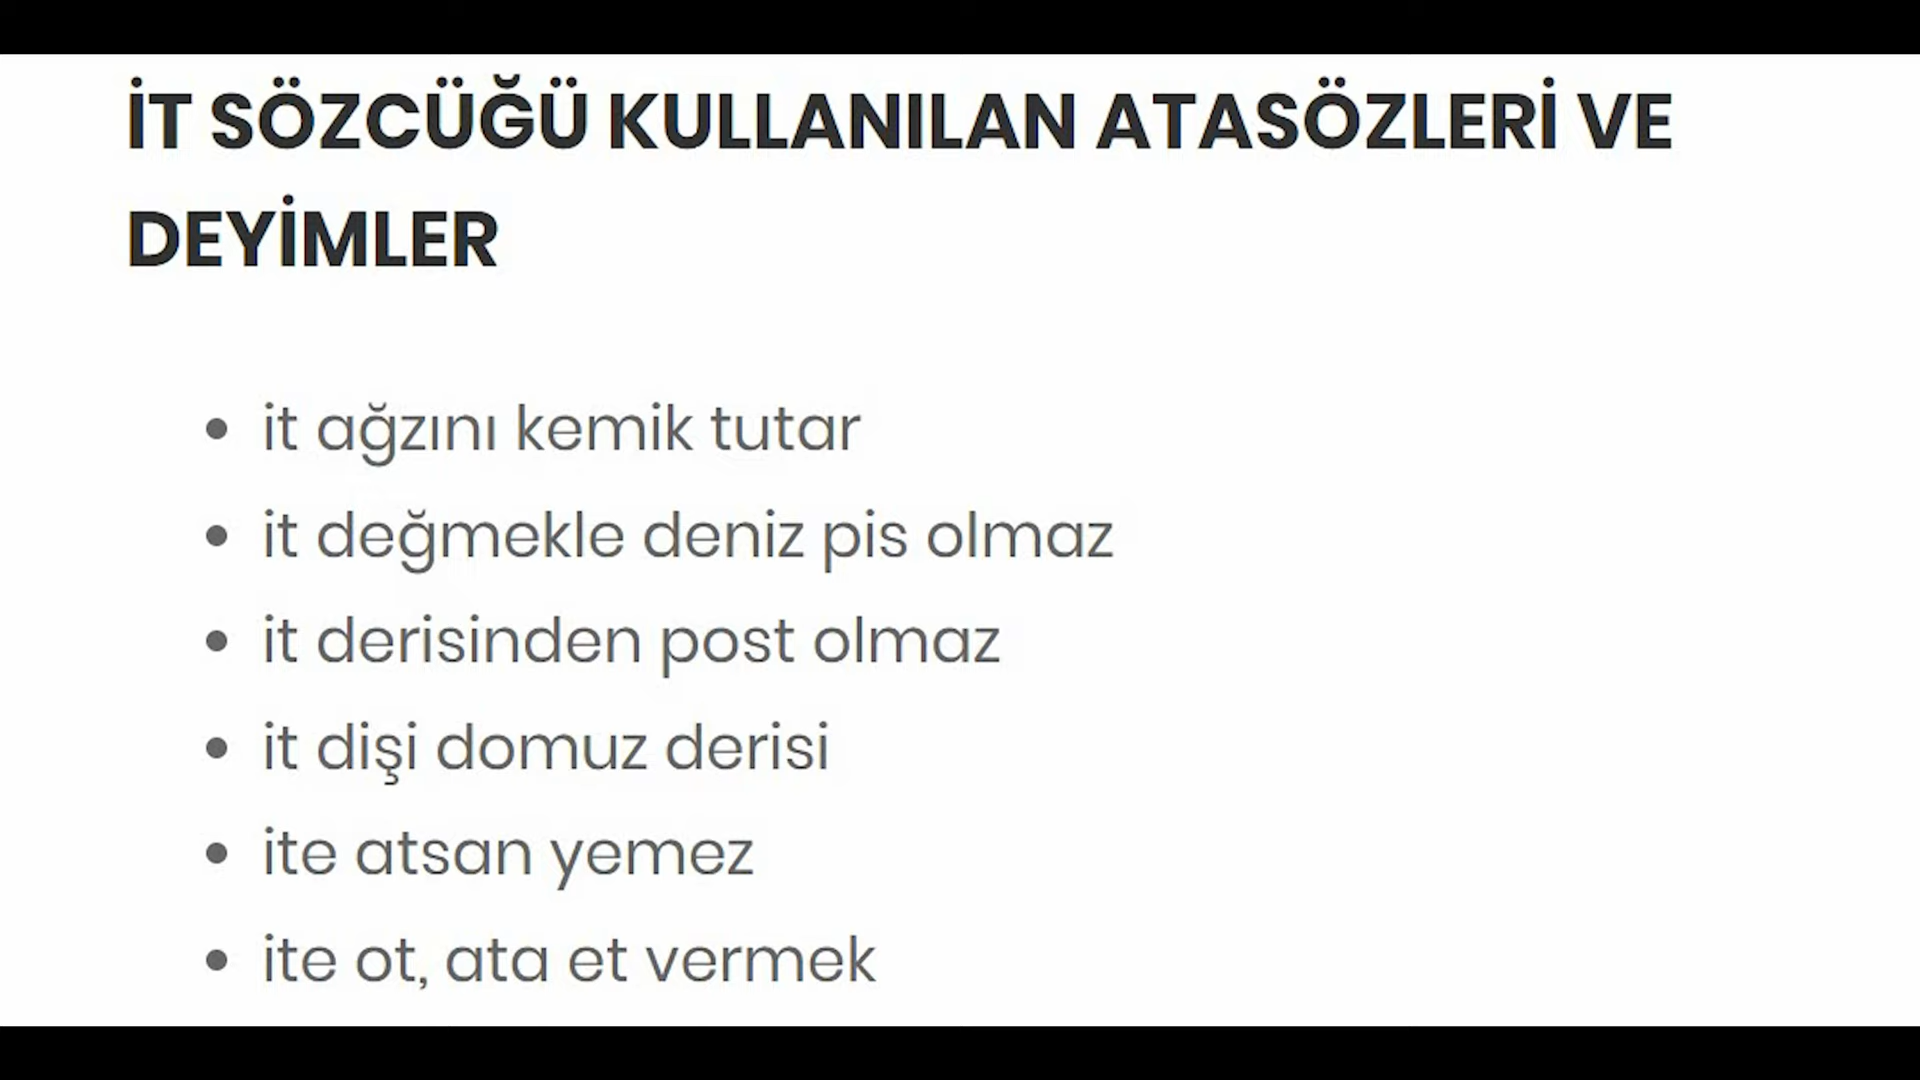 İT SÖZCÜĞÜ KULLANILAN ATASÖZLERİ VE
DEYİMLER
• it ağzını kemik tutar
• it değmekle deniz pis olmaz
• it derisinden post olmaz
• it dişi domuz derisi
• ite atsan yemez
• ite ot, ata et vermek